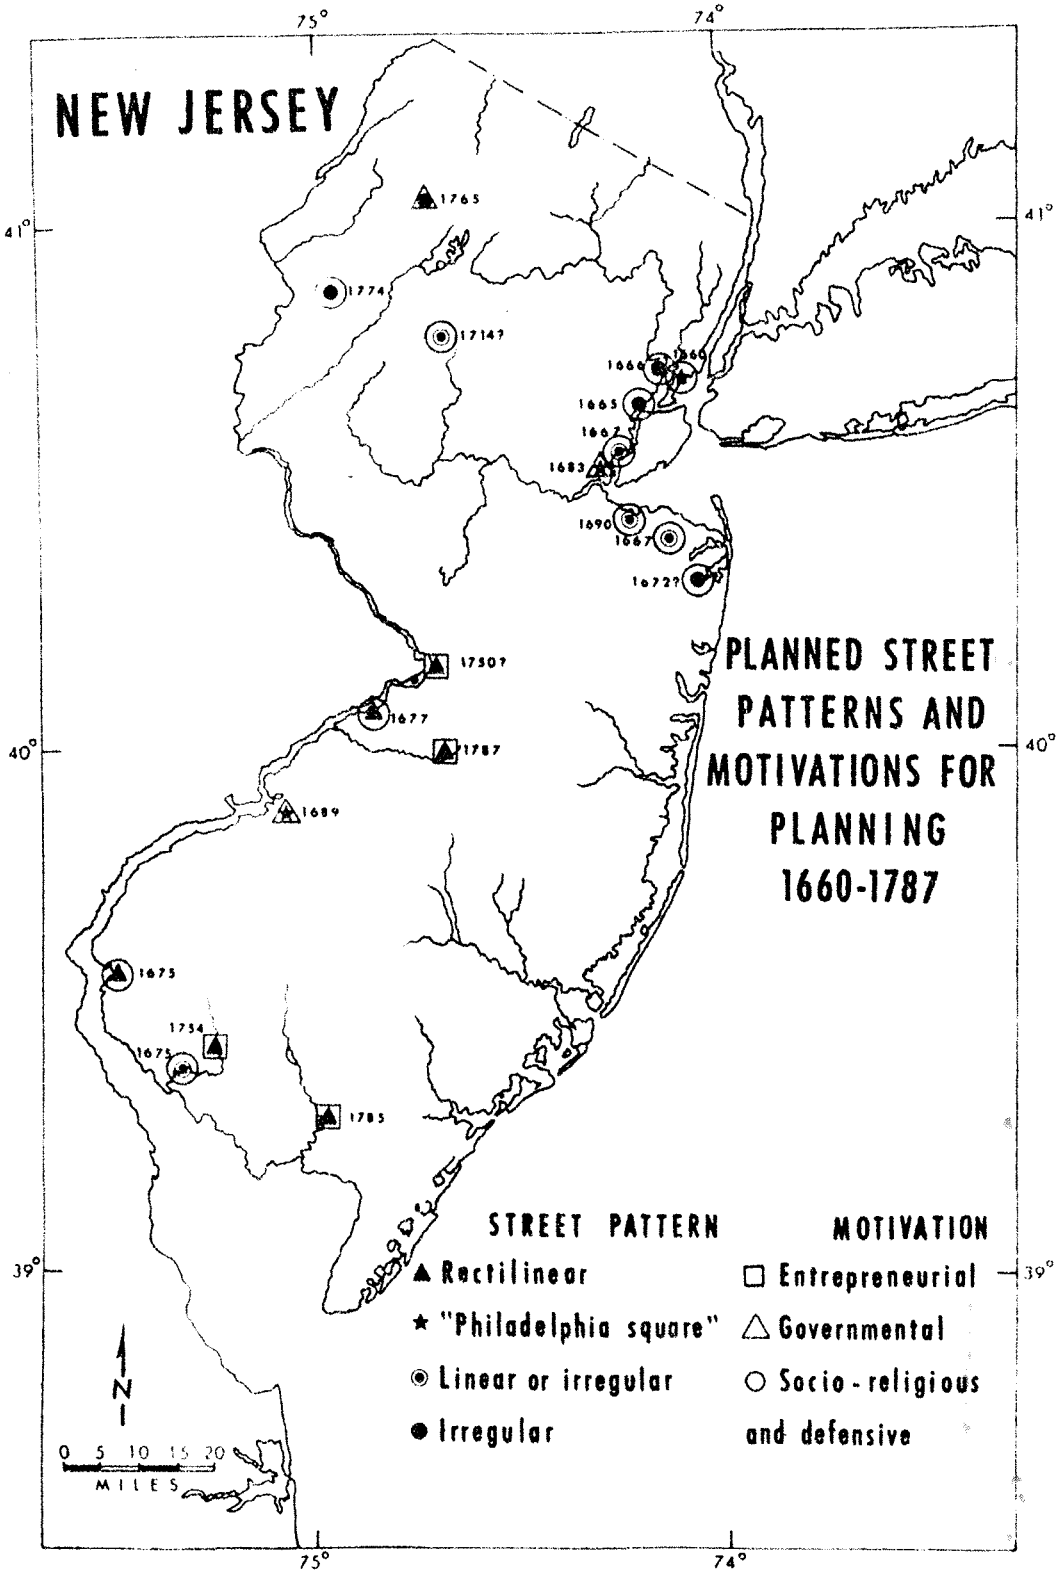 75°
74°
NEW JERSEY
41°
41°
1765
1774
1714?
1666
1660
1665
1667
1683
1690
1667
1672?
1750?
1677
1787
1689
PLANNED STREET
PATTERNS AND
MOTIVATIONS FOR
PLANNING
1660-1787
40°
40°
1675
1754
1675
1785
STREET PATTERN
Rectilinear
"Philadelphia square"
Linear or irregular
Irregular
MOTIVATION
Entrepreneurial
Governmental
Socio-religious
and defensive
39°
39°
N
0 5 10 15 20
MILES
75°
74°